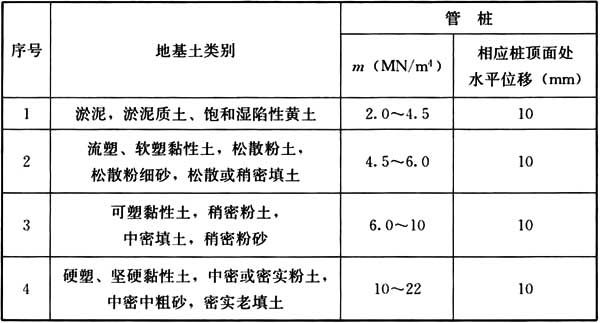 序号
地基土类别
管桩
m（MN/m⁴）
相应桩顶面处
水平位移（mm）
1
淤泥，淤泥质土、饱和湿陷性黄土
2.0～4.5
10
2
流塑、软塑黏性土，松散粉土，
松散粉细砂，松散或稍密填土
4.5～6.0
10
3
可塑黏性土，稍密粉土，
中密填土，稍密粉砂
6.0～10
10
4
硬塑、坚硬黏性土，中密或密实粉土，
中密中粗砂，密实老填土
10～22
10